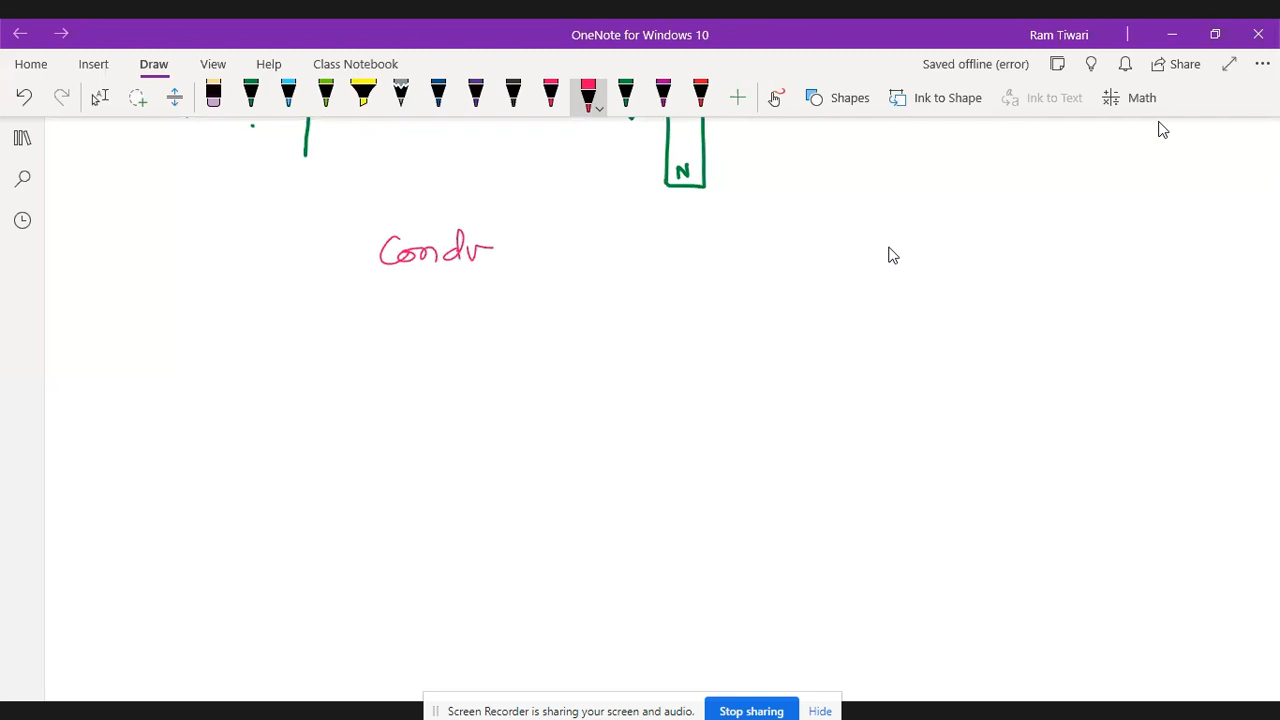 OneNote for Windows 10
Ram Tiwari
Home Insert Draw View Help Class Notebook
Saved offline (error)
Share
Shapes
Ink to Shape
Ink to Text
Math
N
Condu
Screen Recorder is sharing your screen and audio.
Stop sharing
Hide